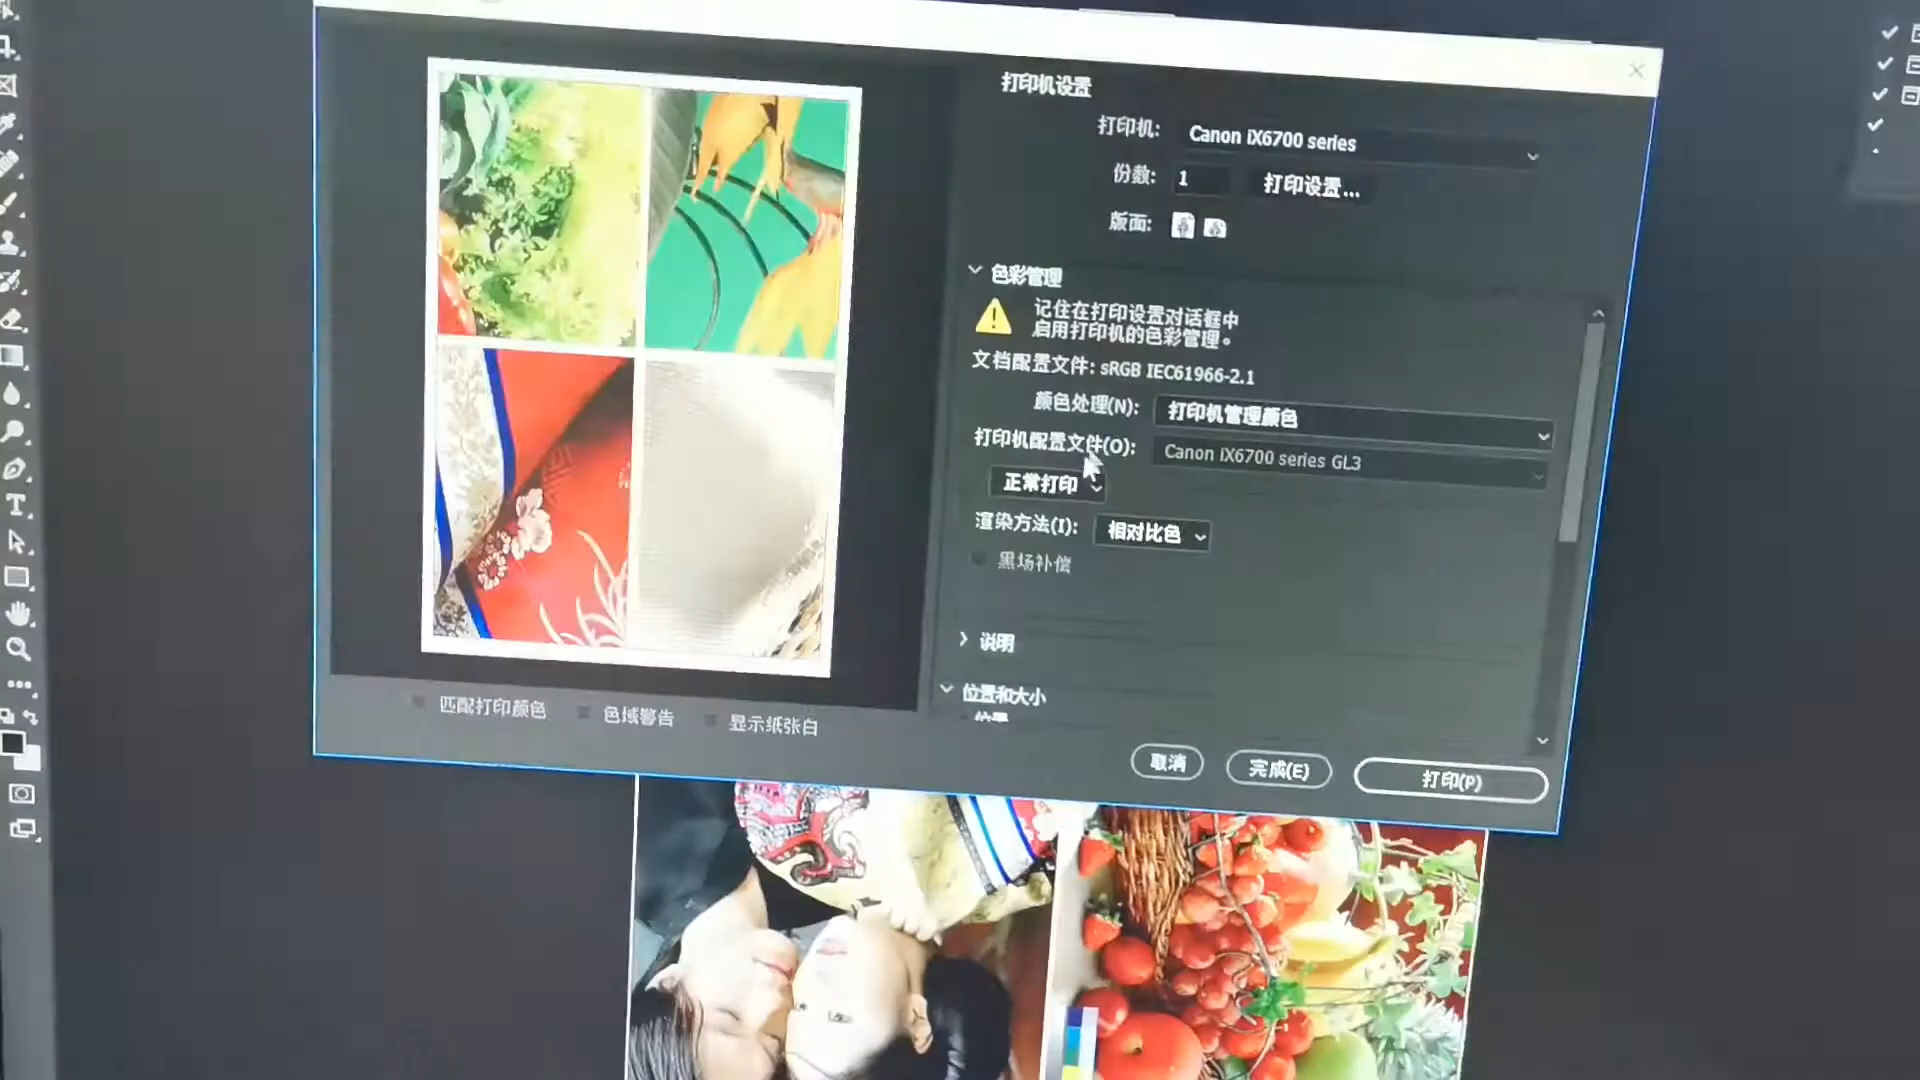 打印机设置
打印机: Canon iX6700 series
份数: 1 打印设置...
版面:
色彩管理
记住在打印设置对话框中
启用打印机的色彩管理。
文档配置文件: sRGB IEC61966-2.1
颜色处理(N): 打印机管理颜色
打印机配置文件(O): Canon iX6700 series GL3
正常打印
渲染方法(I): 相对比色
黑场补偿
说明
位置和大小
位置
匹配打印颜色 色域警告 显示纸张白
取消 完成(E) 打印(P)